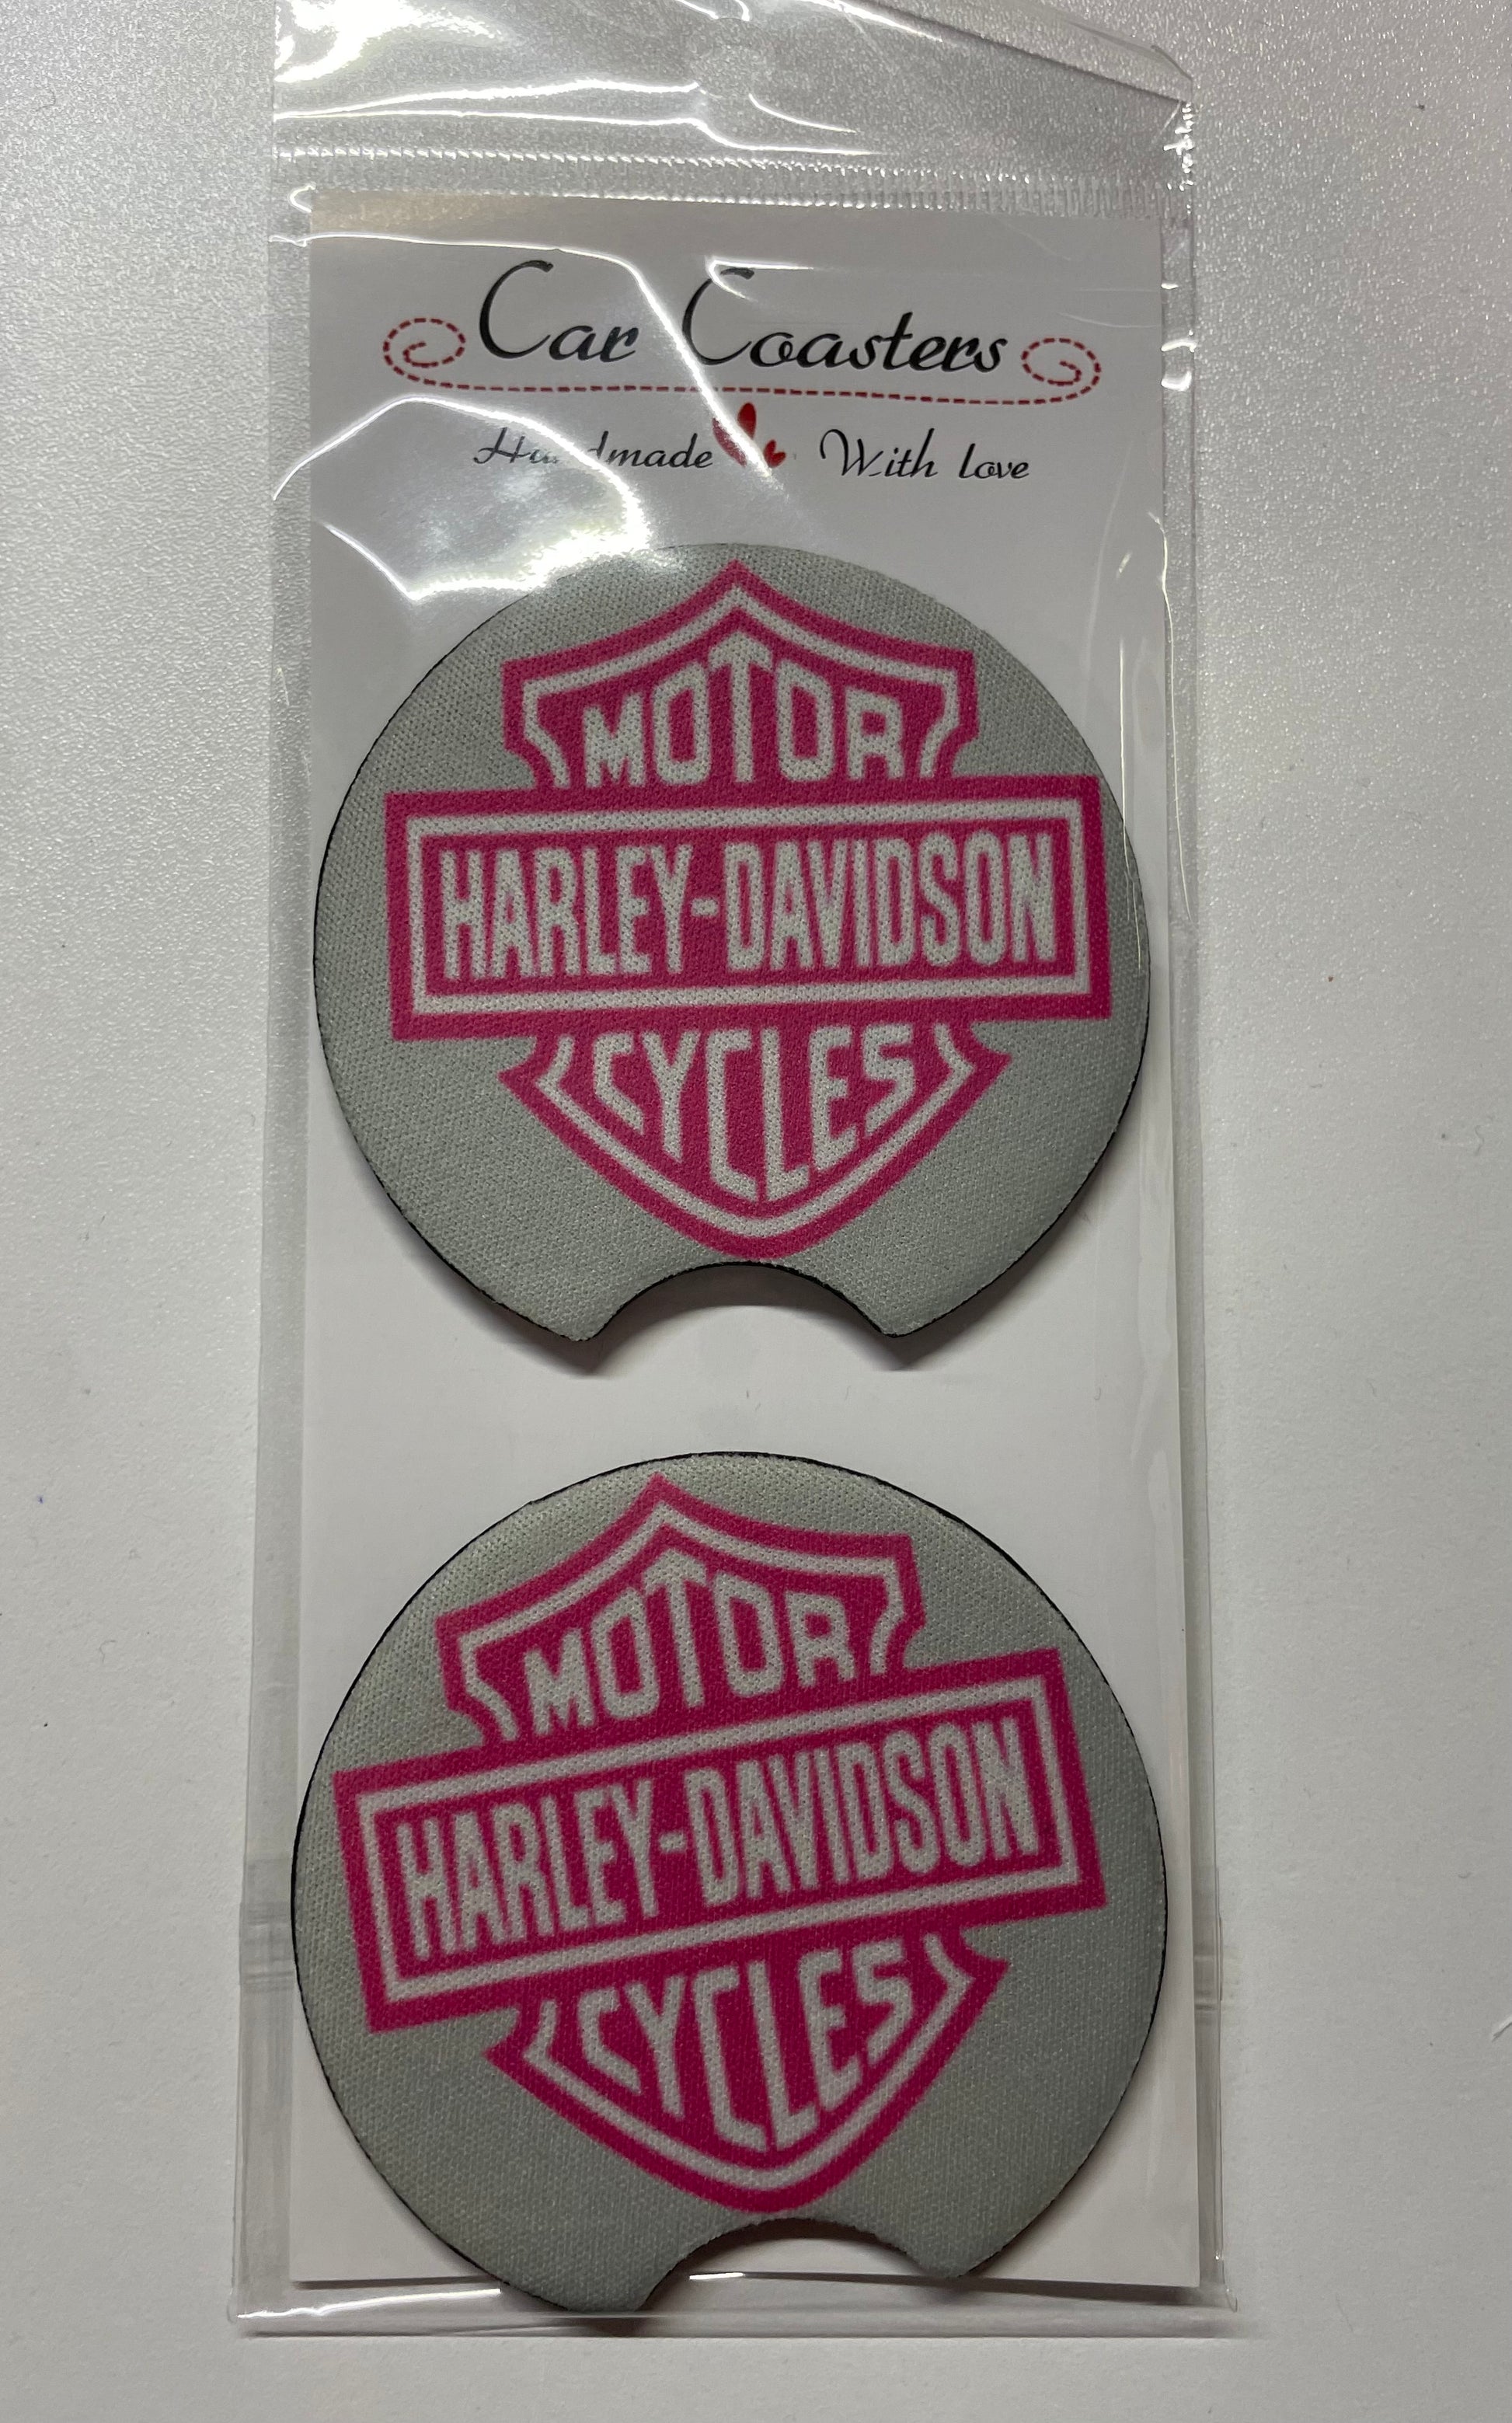 Car Coasters
Handmade With love
MOTOR
HARLEY-DAVIDSON
CYCLES
MOTOR
HARLEY-DAVIDSON
CYCLES